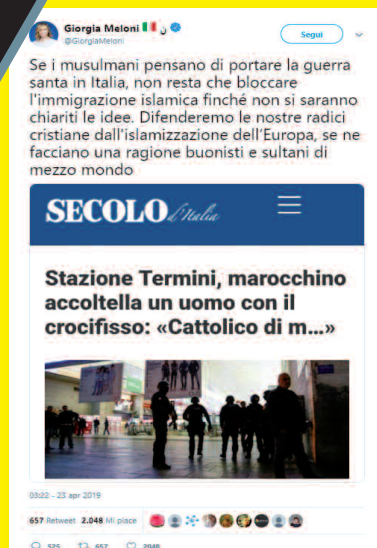 Giorgia Meloni 🇮🇹 ن
@GiorgiaMeloni
Segui
Se i musulmani pensano di portare la guerra
santa in Italia, non resta che bloccare
l'immigrazione islamica finché non si saranno
chiariti le idee. Difenderemo le nostre radici
cristiane dall'islamizzazione dell'Europa, se ne
facciano una ragione buonisti e sultani di
mezzo mondo
SECOLO d'Italia
Stazione Termini, marocchino
accoltella un uomo con il
crocifisso: «Cattolico di m...»
03:22 - 23 apr 2019
657 Retweet 2.048 Mi piace
525 657 2048